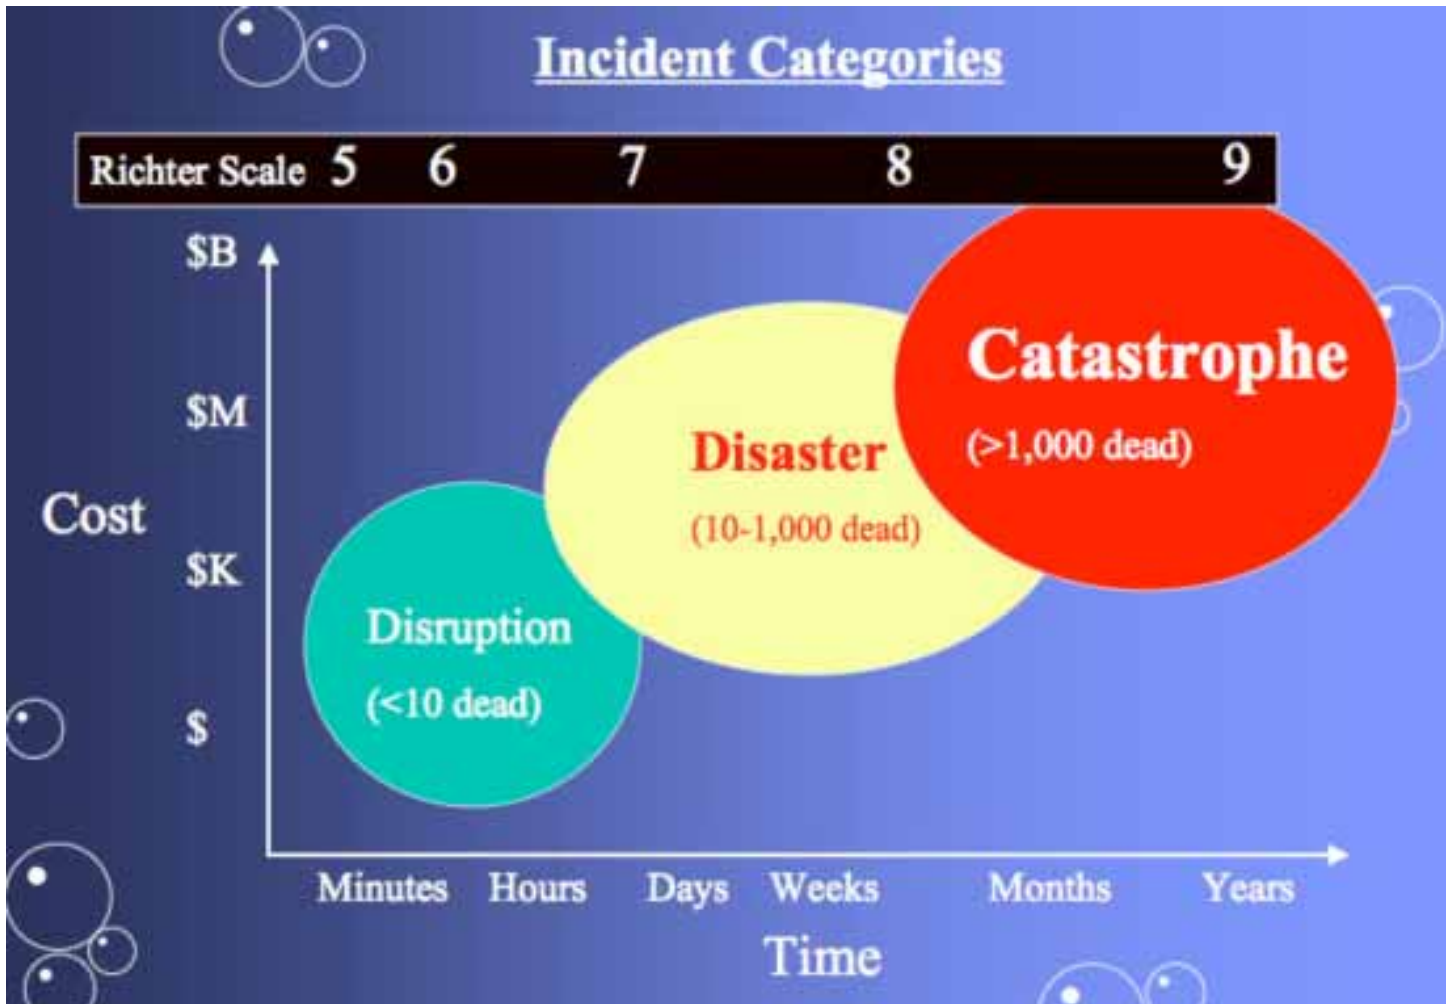 Incident Categories
Richter Scale 5 6 7 8 9
$B
$M
$K
$
Cost
Catastrophe
(>1,000 dead)
Disaster
(10-1,000 dead)
Disruption
(<10 dead)
Minutes Hours Days Weeks Months Years
Time